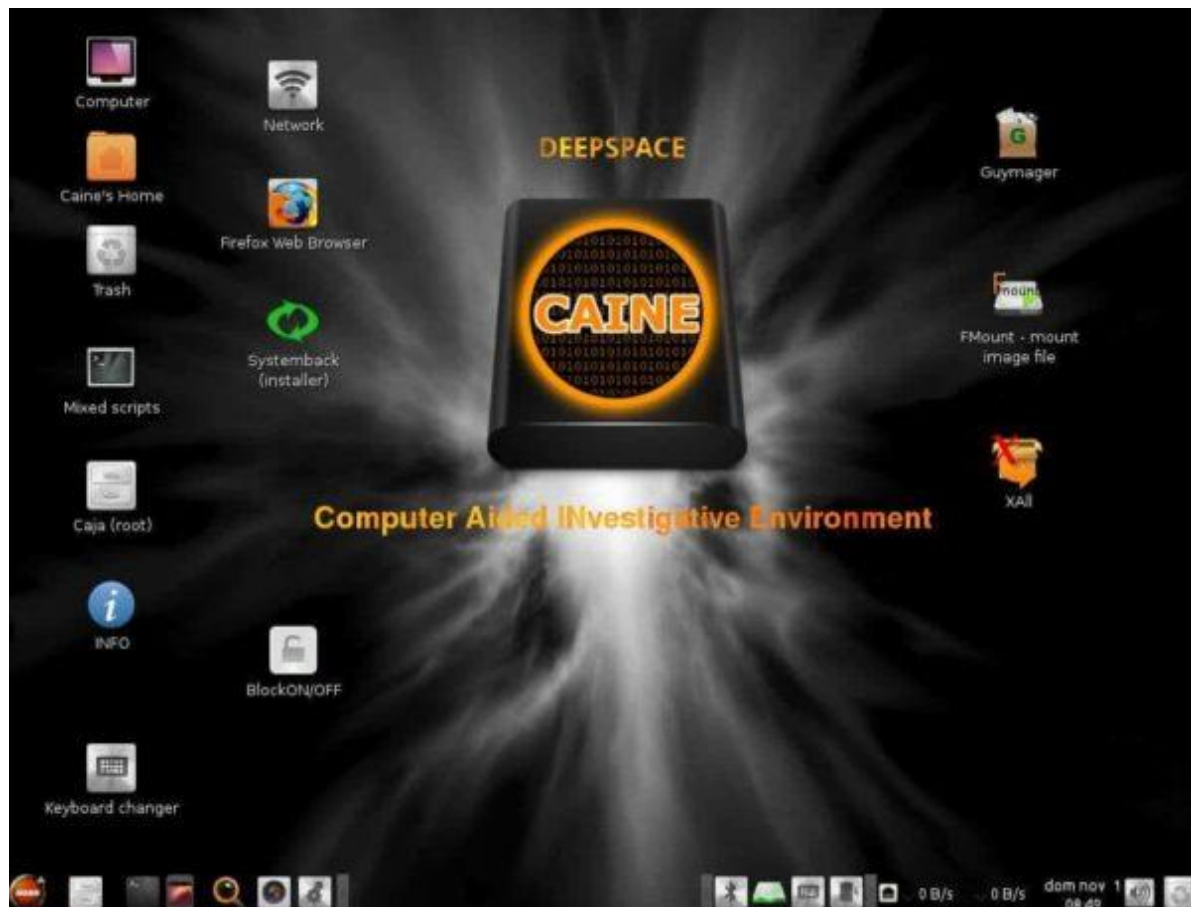 Computer
Network
DEEPSPACE
Guymager
Caine's Home
Firefox Web Browser
Trash
CAINE
FMount - mount
image file
Systemback
(installer)
Mixed scripts
XAll
Caja (root)
Computer Aided INvestigative Environment
INFO
BlockON/OFF
Keyboard changer
0 B/s
0 B/s
dom nov 1